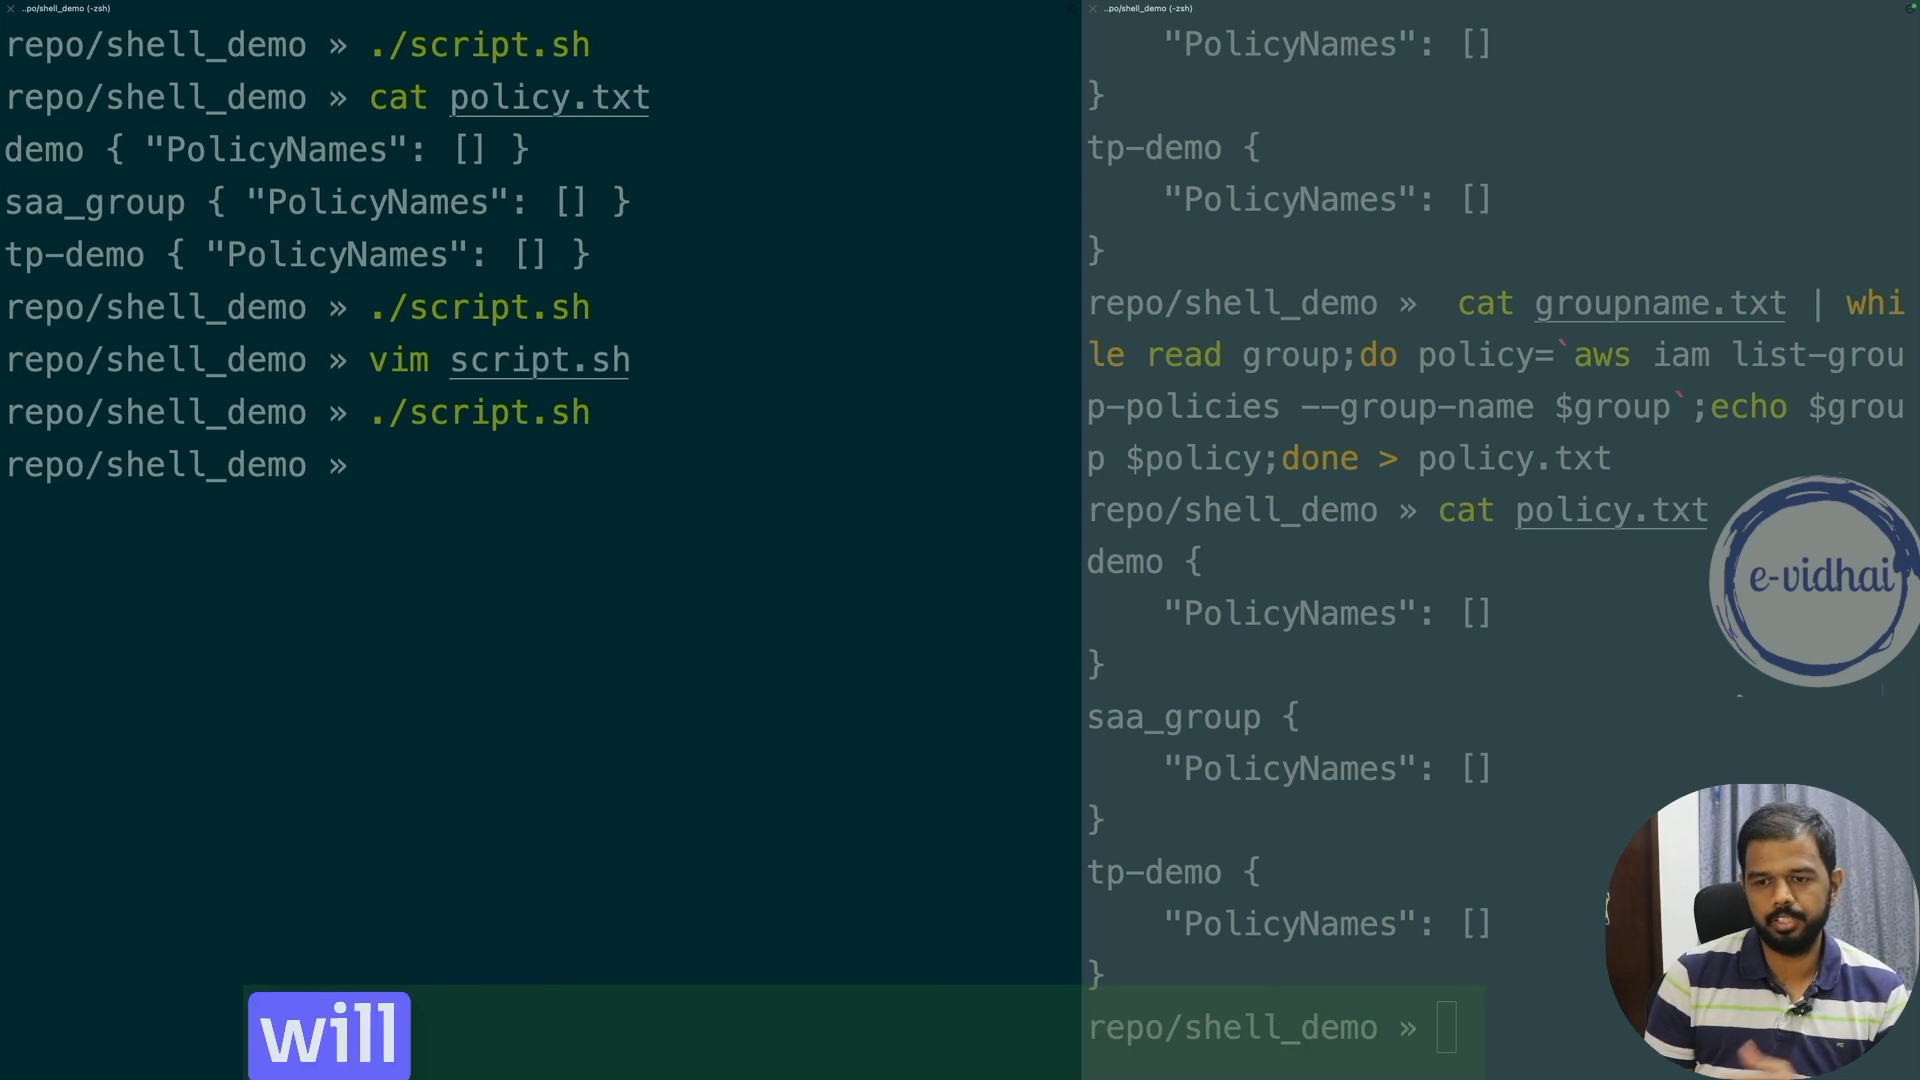 ..po/shell_demo (-zsh)
repo/shell_demo » ./script.sh
repo/shell_demo » cat policy.txt
demo { "PolicyNames": [] }
saa_group { "PolicyNames": [] }
tp-demo { "PolicyNames": [] }
repo/shell_demo » ./script.sh
repo/shell_demo » vim script.sh
repo/shell_demo » ./script.sh
repo/shell_demo »
..po/shell_demo (-zsh)
"PolicyNames": []
}
tp-demo {
"PolicyNames": []
}
repo/shell_demo »  cat groupname.txt | whi
le read group;do policy=`aws iam list-grou
p-policies --group-name $group`;echo $grou
p $policy;done > policy.txt
repo/shell_demo » cat policy.txt
demo {
"PolicyNames": []
}
saa_group {
"PolicyNames": []
}
tp-demo {
"PolicyNames": []
}
repo/shell_demo »
e-vidhai
will